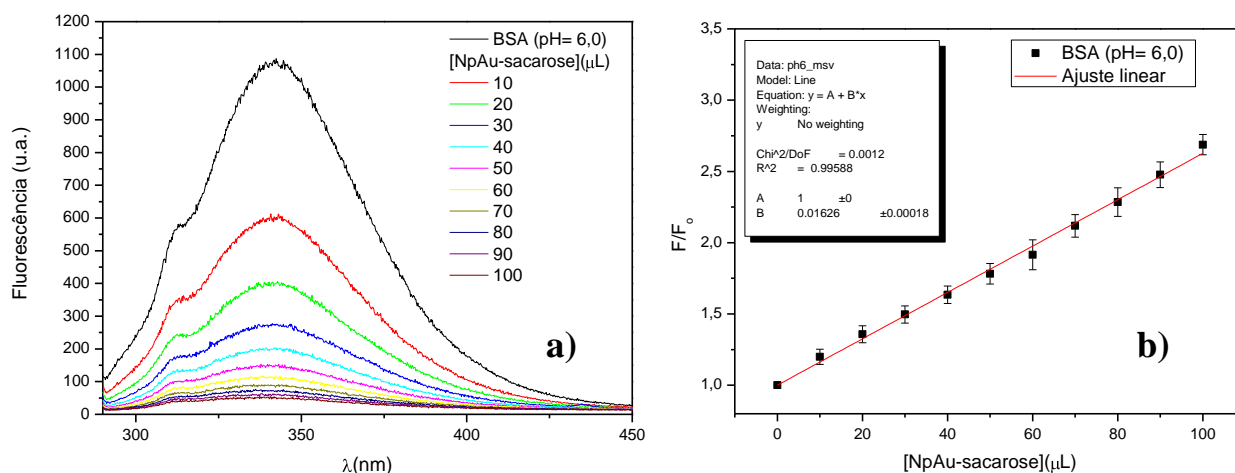 1200
1100
1000
900
800
700
600
500
400
300
200
100
0
Fluorescência (u.a.)
300
350
400
450
λ(nm)
BSA (pH= 6,0)
[NpAu-sacarose](μL)
10
20
30
40
50
60
70
80
90
100
a)
3,5
3,0
2,5
2,0
1,5
1,0
F/Fo
0
20
40
60
80
100
[NpAu-sacarose](μL)
Data: ph6_msv
Model: Line
Equation: y = A + B*x
Weighting:
y No weighting
Chi^2/DoF = 0.0012
R^2 = 0.99588
A 1 ±0
B 0.01626 ±0.00018
BSA (pH= 6,0)
Ajuste linear
b)